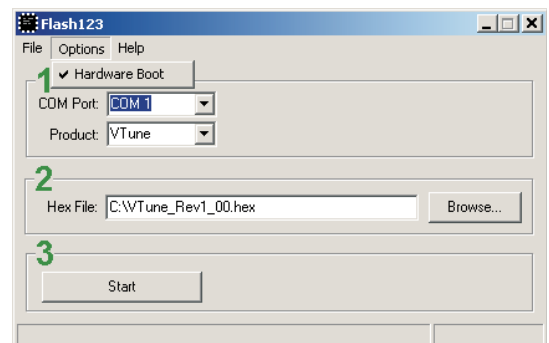 Flash123
File Options Help
✔ Hardware Boot
1
COM Port: COM 1
Product: VTune
2
Hex File: C:\VTune_Rev1_00.hex Browse...
3
Start